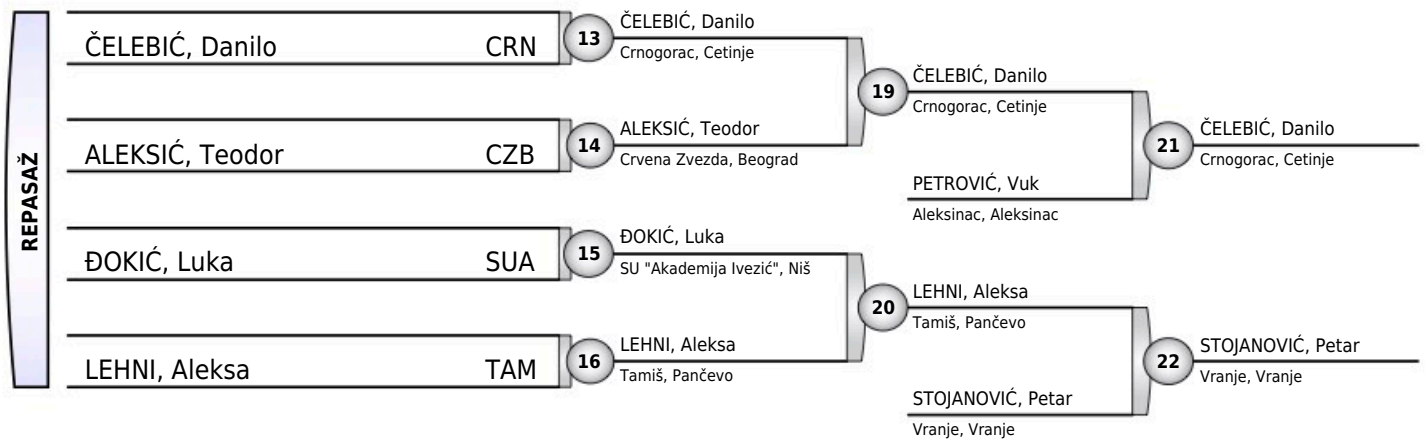 REPASAŽ
ČELEBIĆ, Danilo CRN
13
ČELEBIĆ, Danilo
Crnogorac, Cetinje
ALEKSIĆ, Teodor CZB
14
ALEKSIĆ, Teodor
Crvena Zvezda, Beograd
19
ČELEBIĆ, Danilo
Crnogorac, Cetinje
PETROVIĆ, Vuk
Aleksinac, Aleksinac
21
ČELEBIĆ, Danilo
Crnogorac, Cetinje
ĐOKIĆ, Luka SUA
15
ĐOKIĆ, Luka
SU "Akademija Ivezić", Niš
LEHNI, Aleksa TAM
16
LEHNI, Aleksa
Tamiš, Pančevo
20
LEHNI, Aleksa
Tamiš, Pančevo
STOJANOVIĆ, Petar
Vranje, Vranje
22
STOJANOVIĆ, Petar
Vranje, Vranje